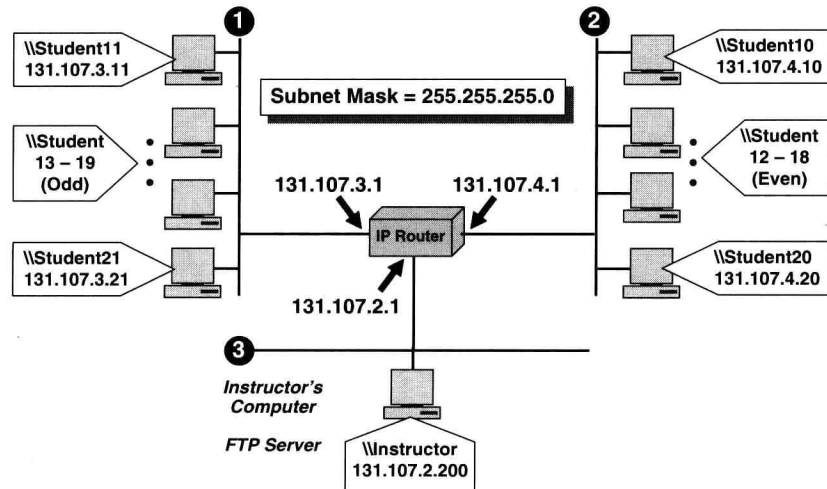 1
2
\\Student11
131.107.3.11
\\Student10
131.107.4.10
Subnet Mask = 255.255.255.0
\\Student
13 – 19
(Odd)
\\Student
12 – 18
(Even)
131.107.3.1
131.107.4.1
IP Router
\\Student21
131.107.3.21
\\Student20
131.107.4.20
131.107.2.1
3
Instructor's
Computer
FTP Server
\\Instructor
131.107.2.200